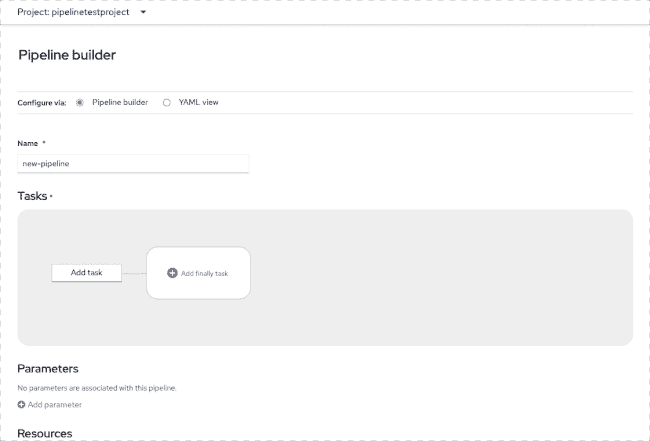 Project: pipelinetestproject
Pipeline builder
Configure via: Pipeline builder YAML view
Name *
new-pipeline
Tasks *
Add task
Add finally task
Parameters
No parameters are associated with this pipeline.
Add parameter
Resources